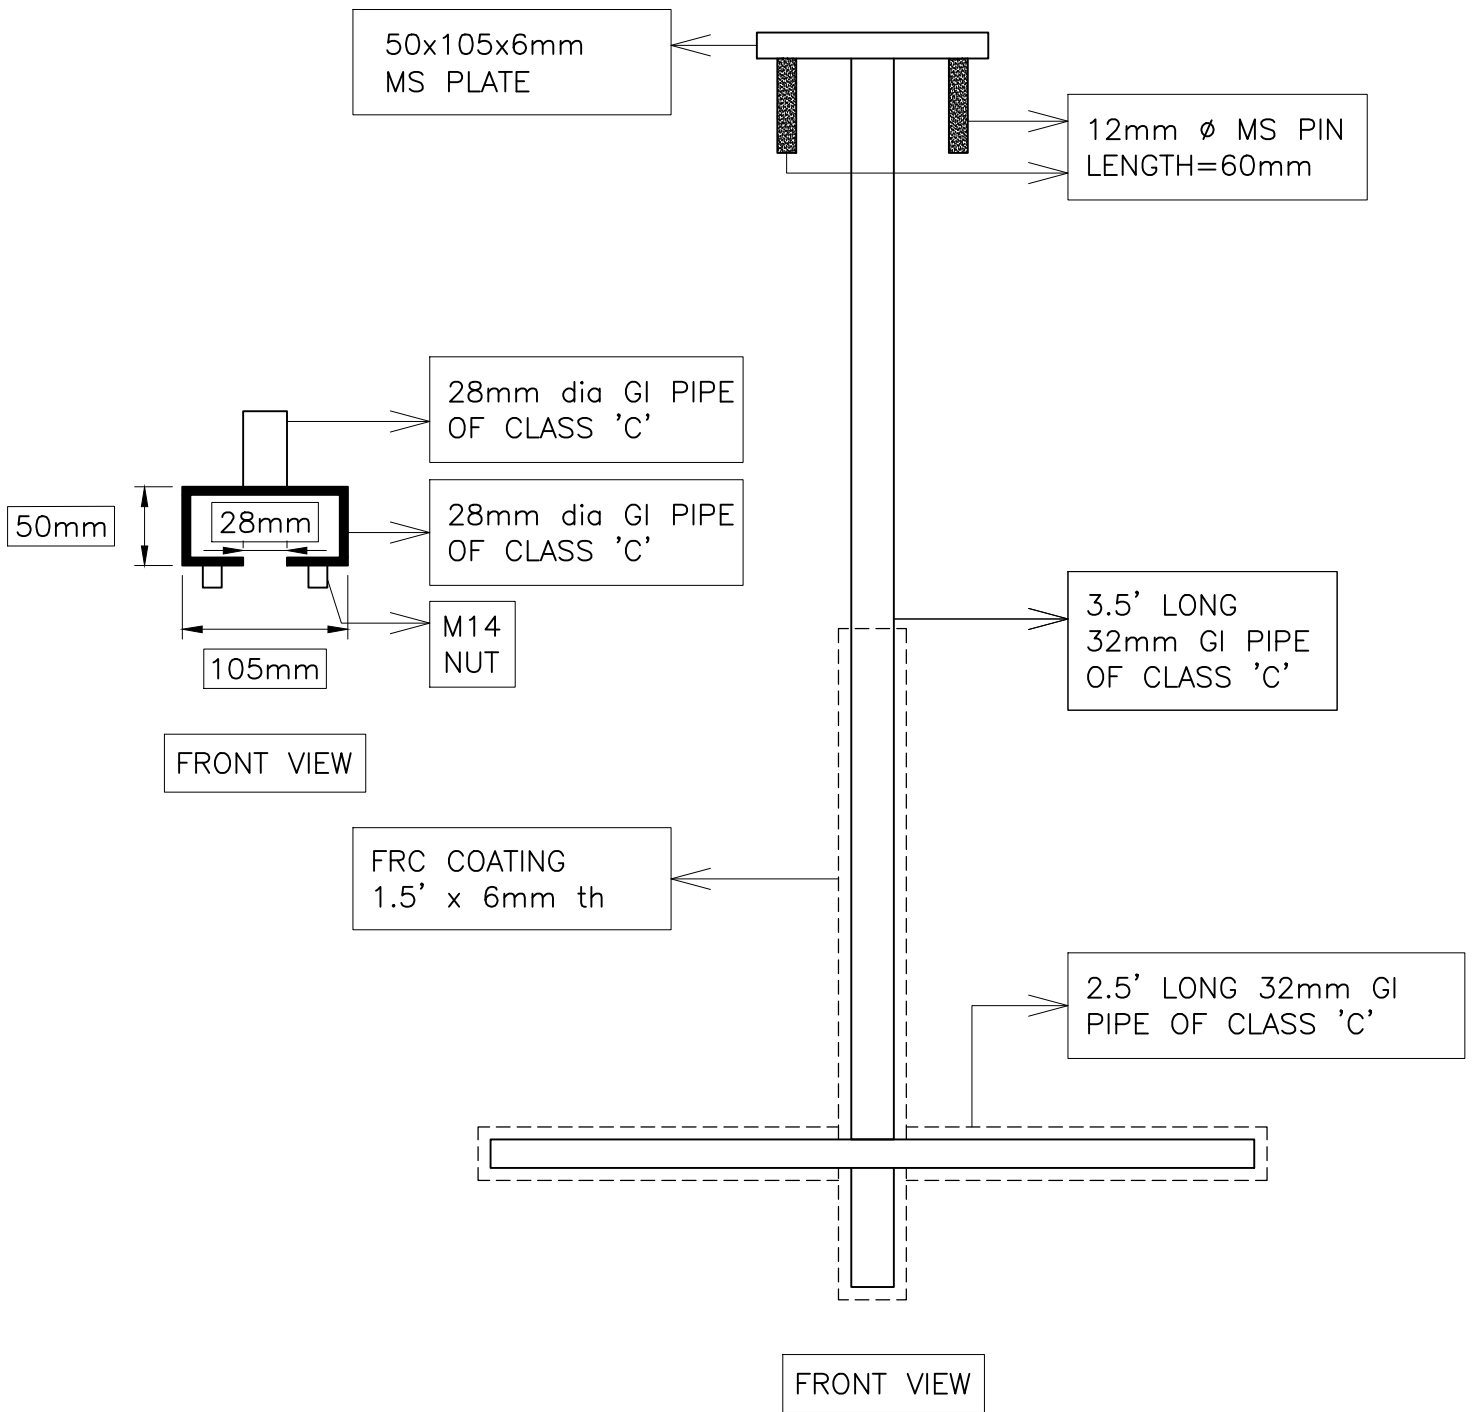 50x105x6mm
MS PLATE
12mm ø MS PIN
LENGTH=60mm
28mm dia GI PIPE
OF CLASS 'C'
50mm
28mm
28mm dia GI PIPE
OF CLASS 'C'
M14
NUT
105mm
FRONT VIEW
3.5' LONG
32mm GI PIPE
OF CLASS 'C'
FRC COATING
1.5' x 6mm th
2.5' LONG 32mm GI
PIPE OF CLASS 'C'
FRONT VIEW